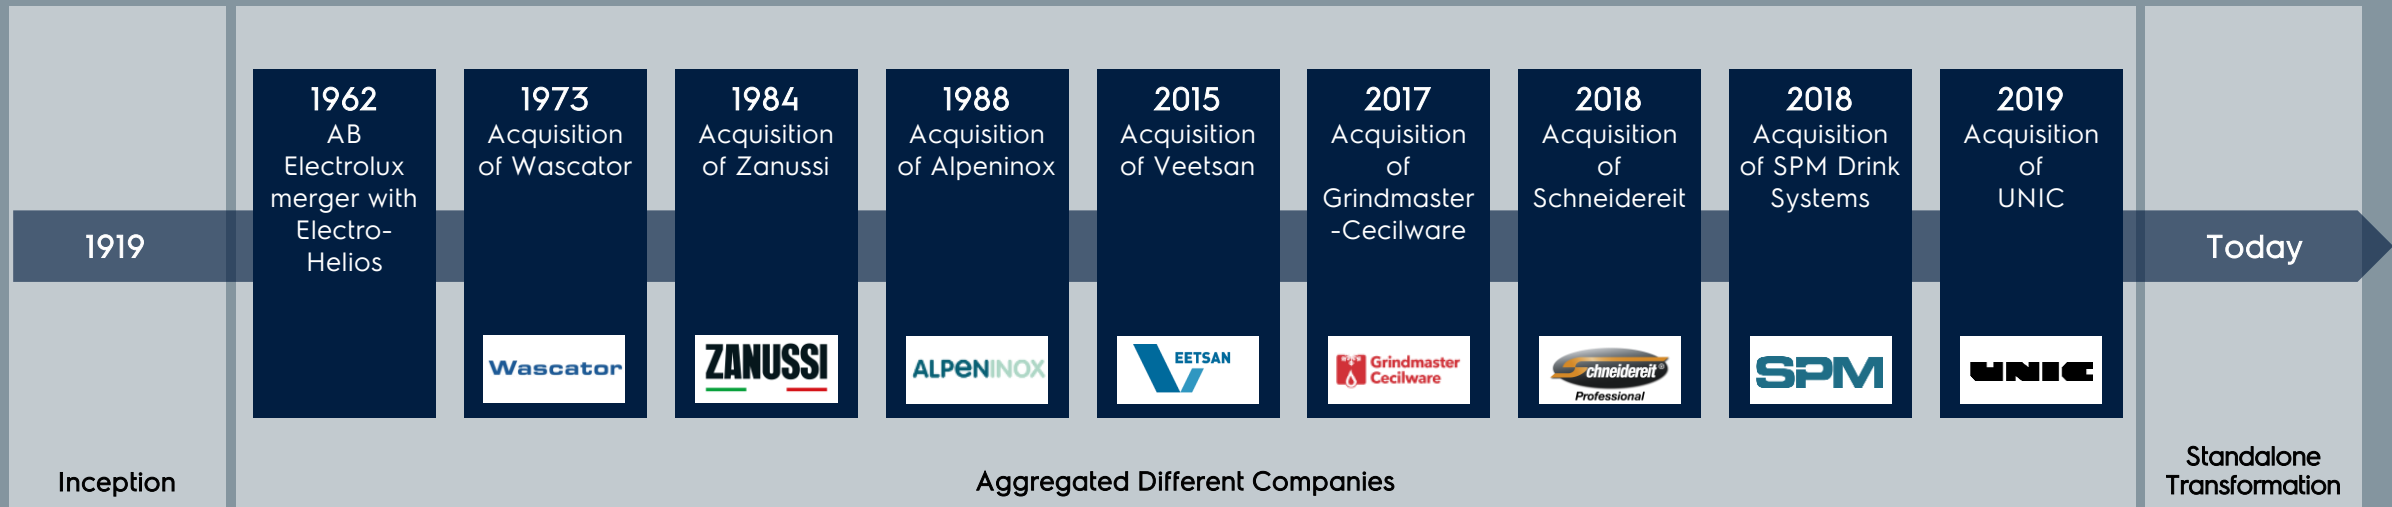 1919
Inception
1962
AB
Electrolux
merger with
Electro-
Helios
1973
Acquisition
of Wascator
Wascator
1984
Acquisition
of Zanussi
ZANUSSI
1988
Acquisition
of Alpeninox
ALPENINOX
2015
Acquisition
of Veetsan
VEETSAN
2017
Acquisition
of
Grindmaster
-Cecilware
Grindmaster
Cecilware
2018
Acquisition
of
Schneidereit
Schneidereit®
Professional
2018
Acquisition
of SPM Drink
Systems
SPM
2019
Acquisition
of
UNIC
UNIC
Aggregated Different Companies
Today
Standalone
Transformation